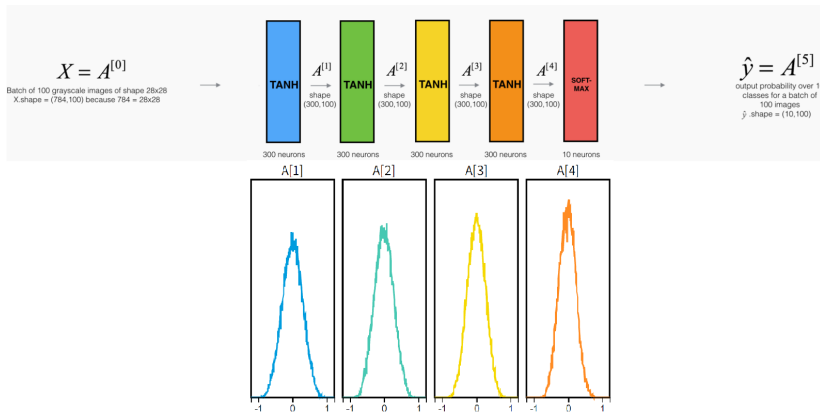 X = A[0]
Batch of 100 grayscale images of shape 28x28
X.shape = (784,100) because 784 = 28x28
TANH
A[1]
shape
(300,100)
TANH
A[2]
shape
(300,100)
TANH
A[3]
shape
(300,100)
TANH
A[4]
shape
(300,100)
SOFT-
MAX
ŷ = A[5]
output probability over 1
classes for a batch of
100 images
ŷ .shape = (10,100)
300 neurons
300 neurons
300 neurons
300 neurons
10 neurons
A[1]
A[2]
A[3]
A[4]
-1 0 1
-1 0 1
-1 0 1
-1 0 1